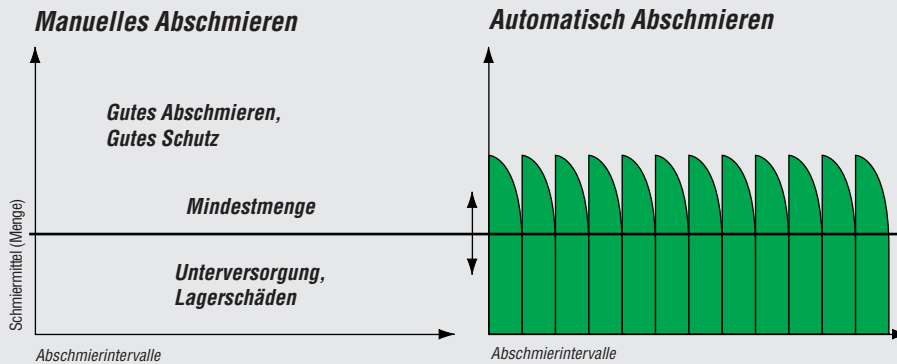 Manuelles Abschmieren
Automatisch Abschmieren
Gutes Abschmieren,
Gutes Schutz
Mindestmenge
Unterversorgung,
Lagerschäden
Schmiermittel (Menge)
Abschmierintervalle
Abschmierintervalle